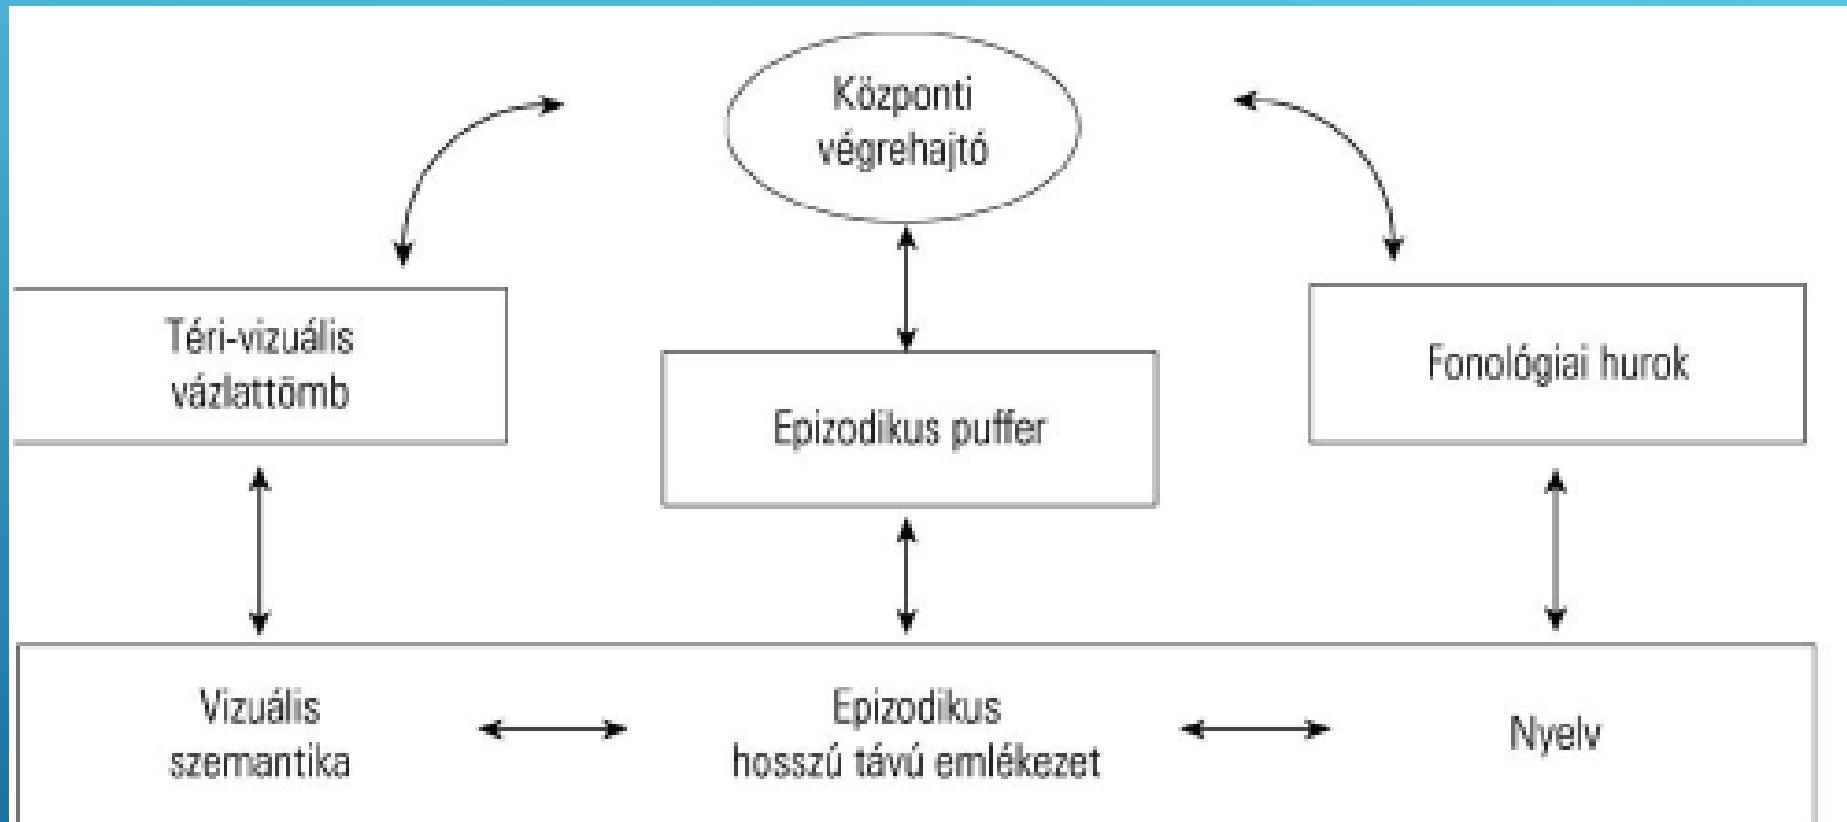 Központi
végrehajtó
Téri-vizuális
vázlattömb
Epizodikus puffer
Fonológiai hurok
Vizuális
szemantika
Epizodikus
hosszú távú emlékezet
Nyelv